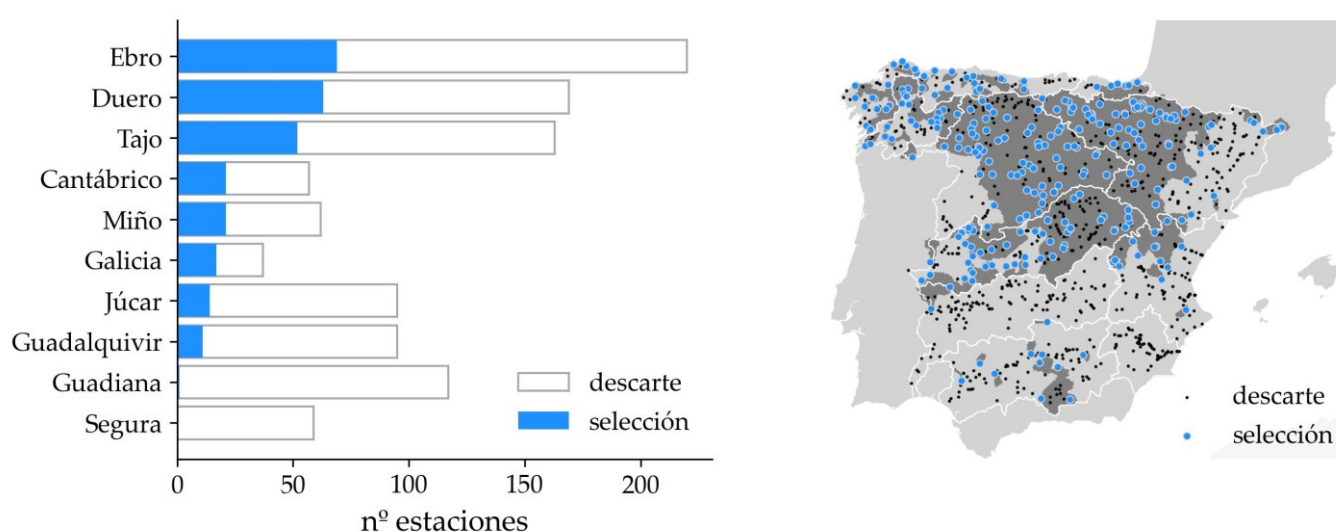 Ebro
Duero
Tajo
Cantábrico
Miño
Galicia
Júcar
Guadalquivir
Guadiana
Segura
descarte
selección
0 50 100 150 200
nº estaciones
descarte
selección